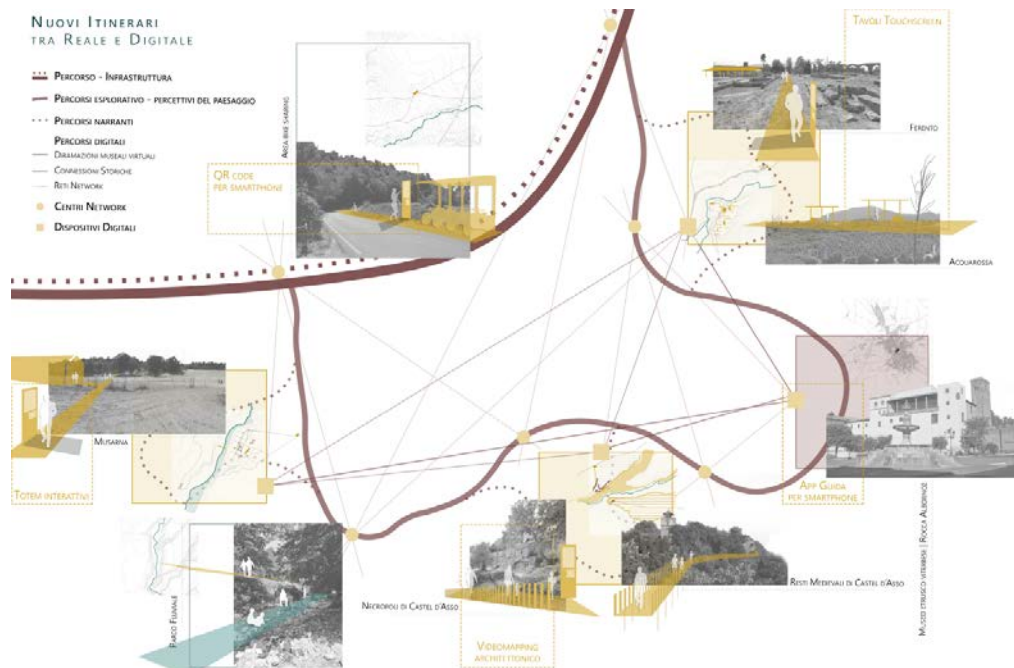 Nuovi Itinerari
tra Reale e Digitale
Percorso - Infrastruttura
Percorsi esplorativo - percettivi del paesaggio
Percorsi narranti
Percorsi digitali
Diramazioni museali virtuali
Connessioni Storiche
Reti Network
Centri Network
Dispositivi Digitali
Area bike sharing
QR code
per smartphone
Tavoli Touchscreen
Ferento
Acquarossa
Musarna
Totem interattivi
App Guida
per smartphone
Museo etrusco viterbese | Rocca Albornoz
Parco Fluviale
Necropoli di Castel d'Asso
Resti Medievali di Castel d'Asso
Videomapping
architettonico